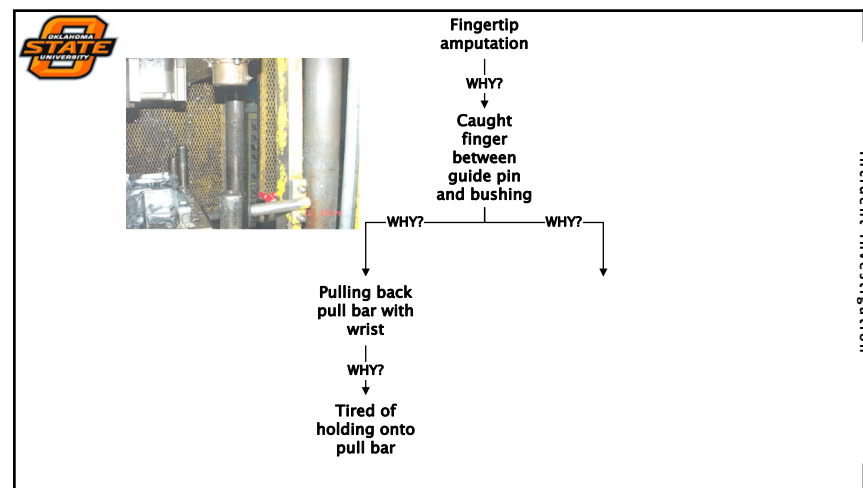 OKLAHOMA
STATE
UNIVERSITY
Fingertip
amputation
WHY?
Caught
finger
between
guide pin
and bushing
WHY?
WHY?
Pulling back
pull bar with
wrist
WHY?
Tired of
holding onto
pull bar